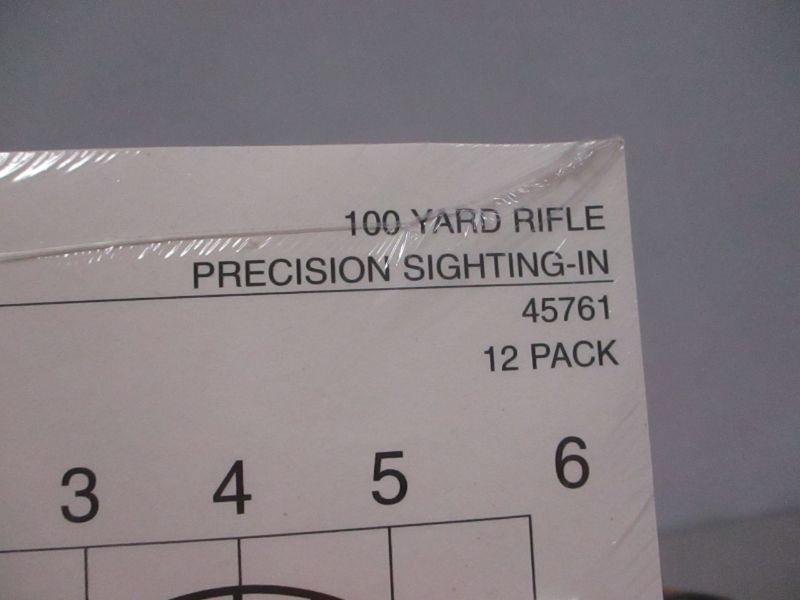 100 YARD RIFLE
PRECISION SIGHTING-IN
45761
12 PACK
3 4 5 6